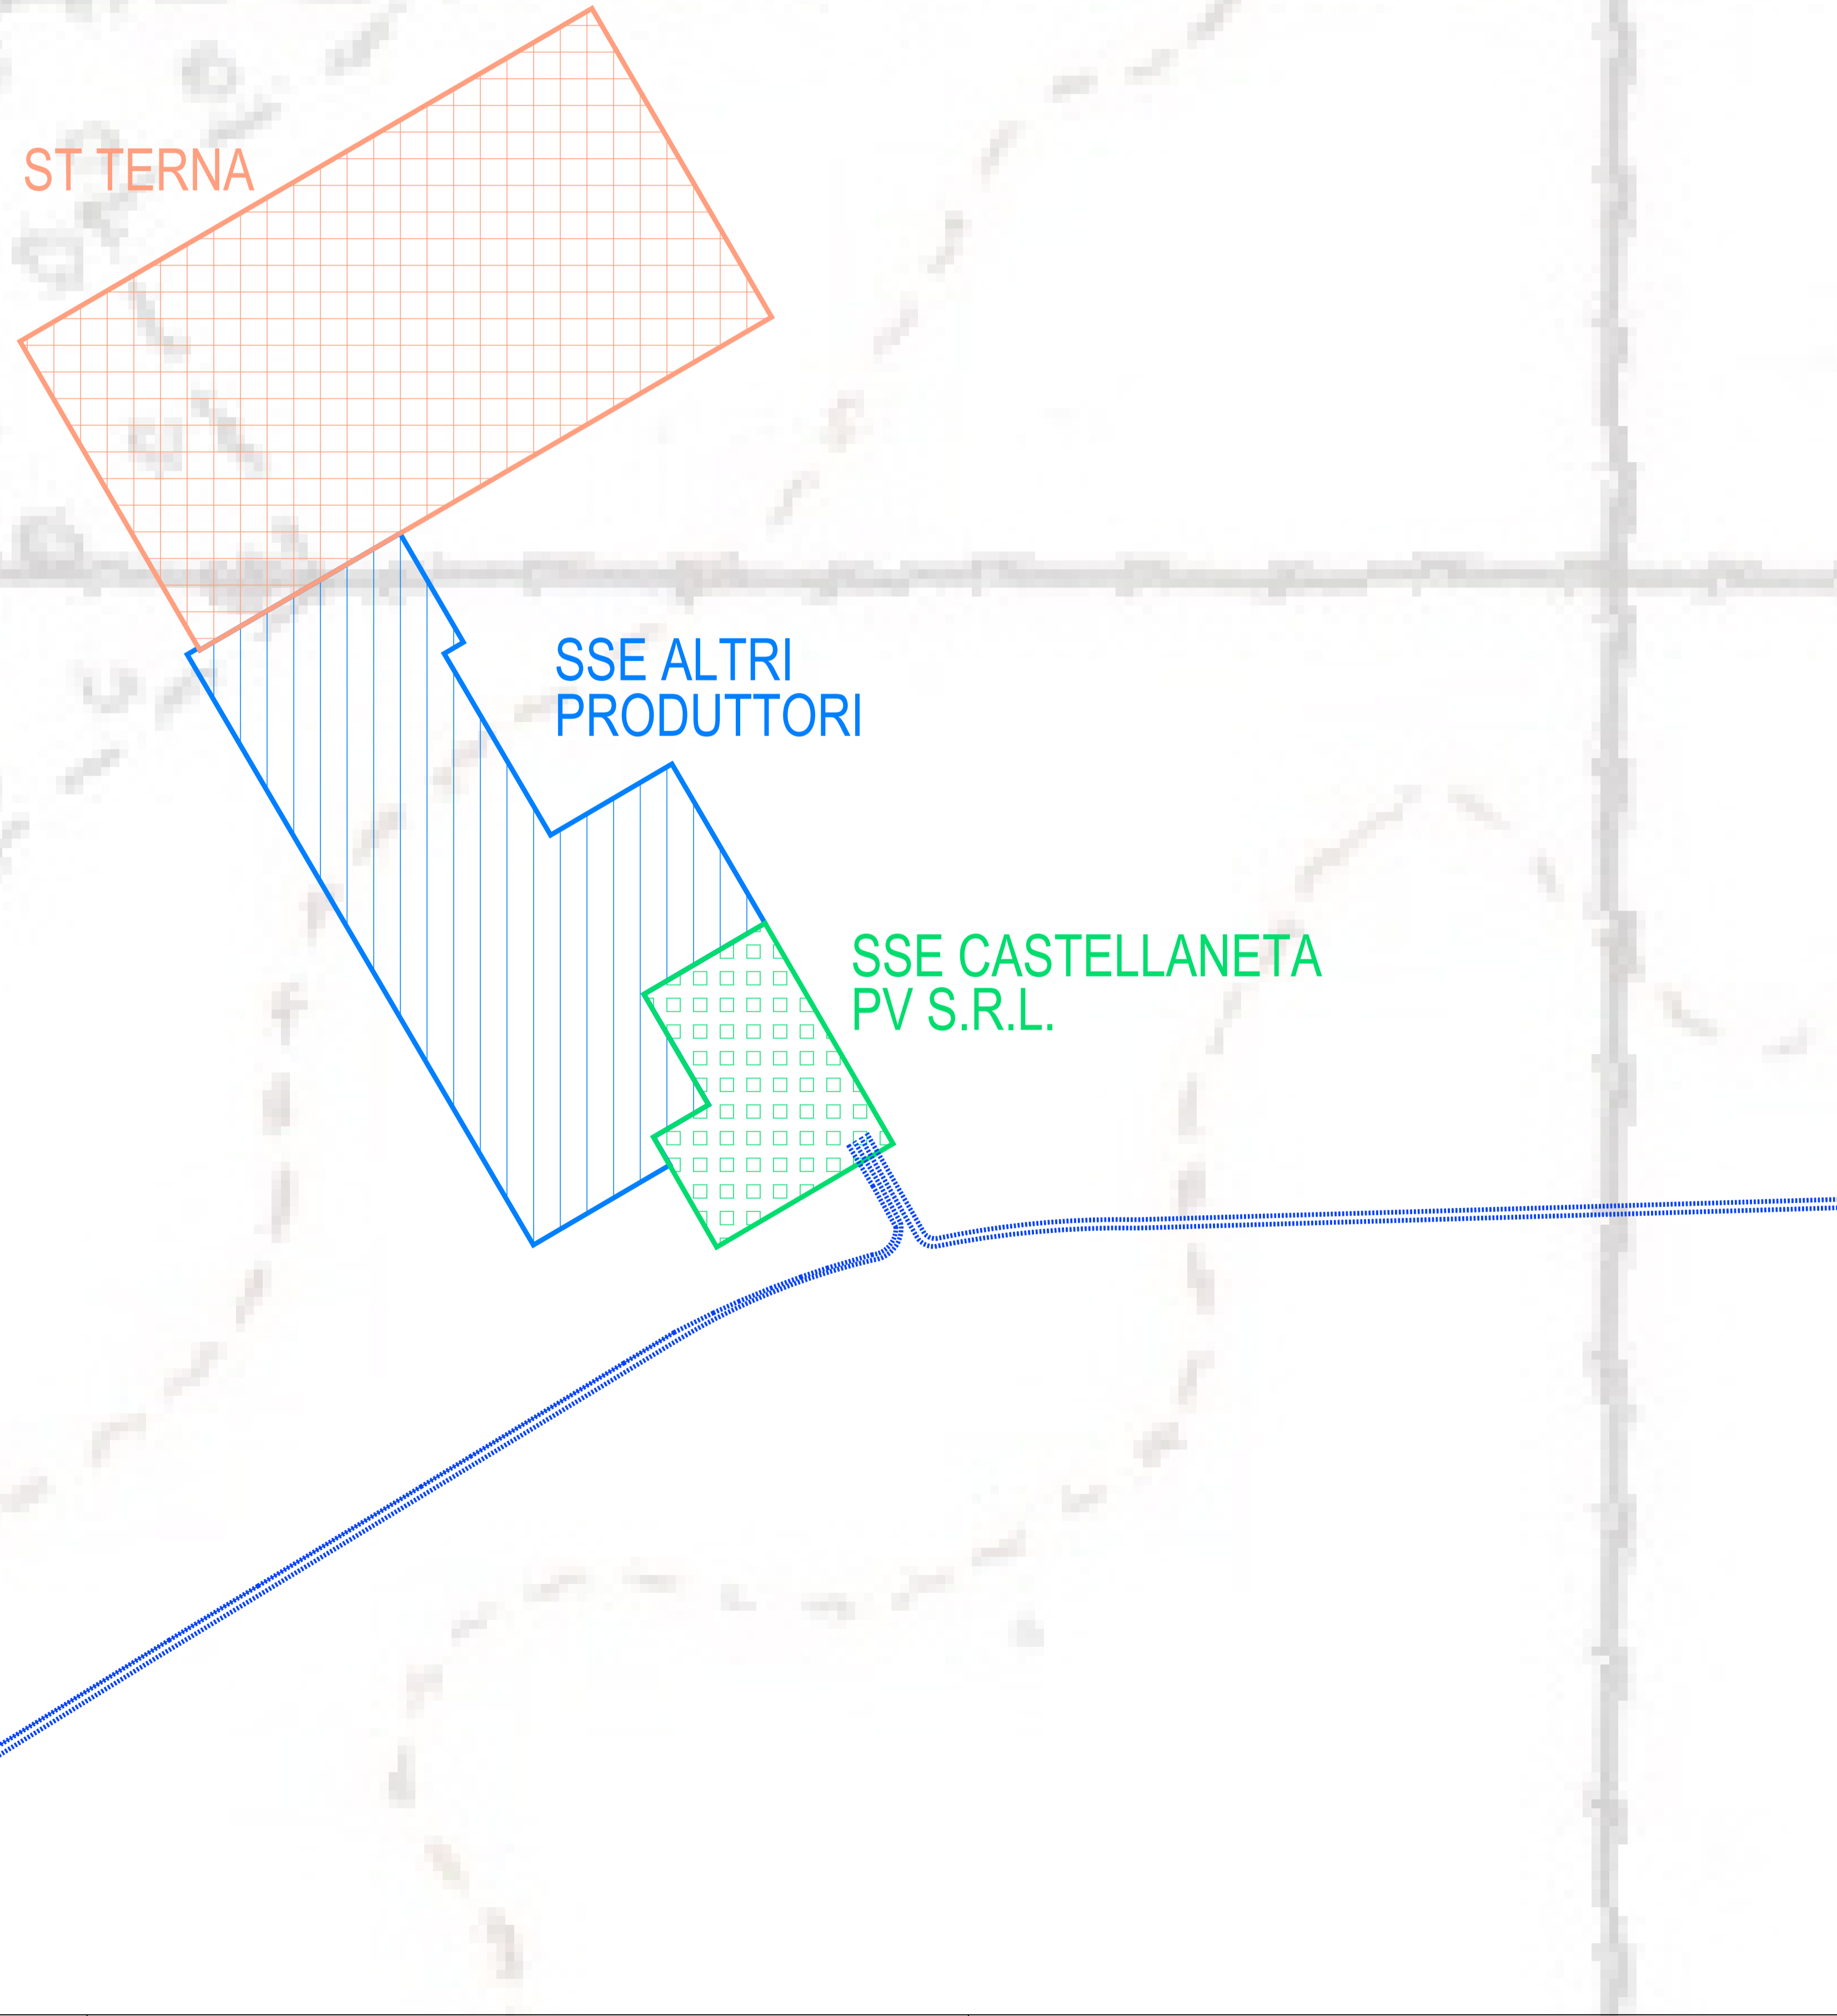 ST TERNA
SSE ALTRI
PRODUTTORI
SSE CASTELLANETA
PV S.R.L.